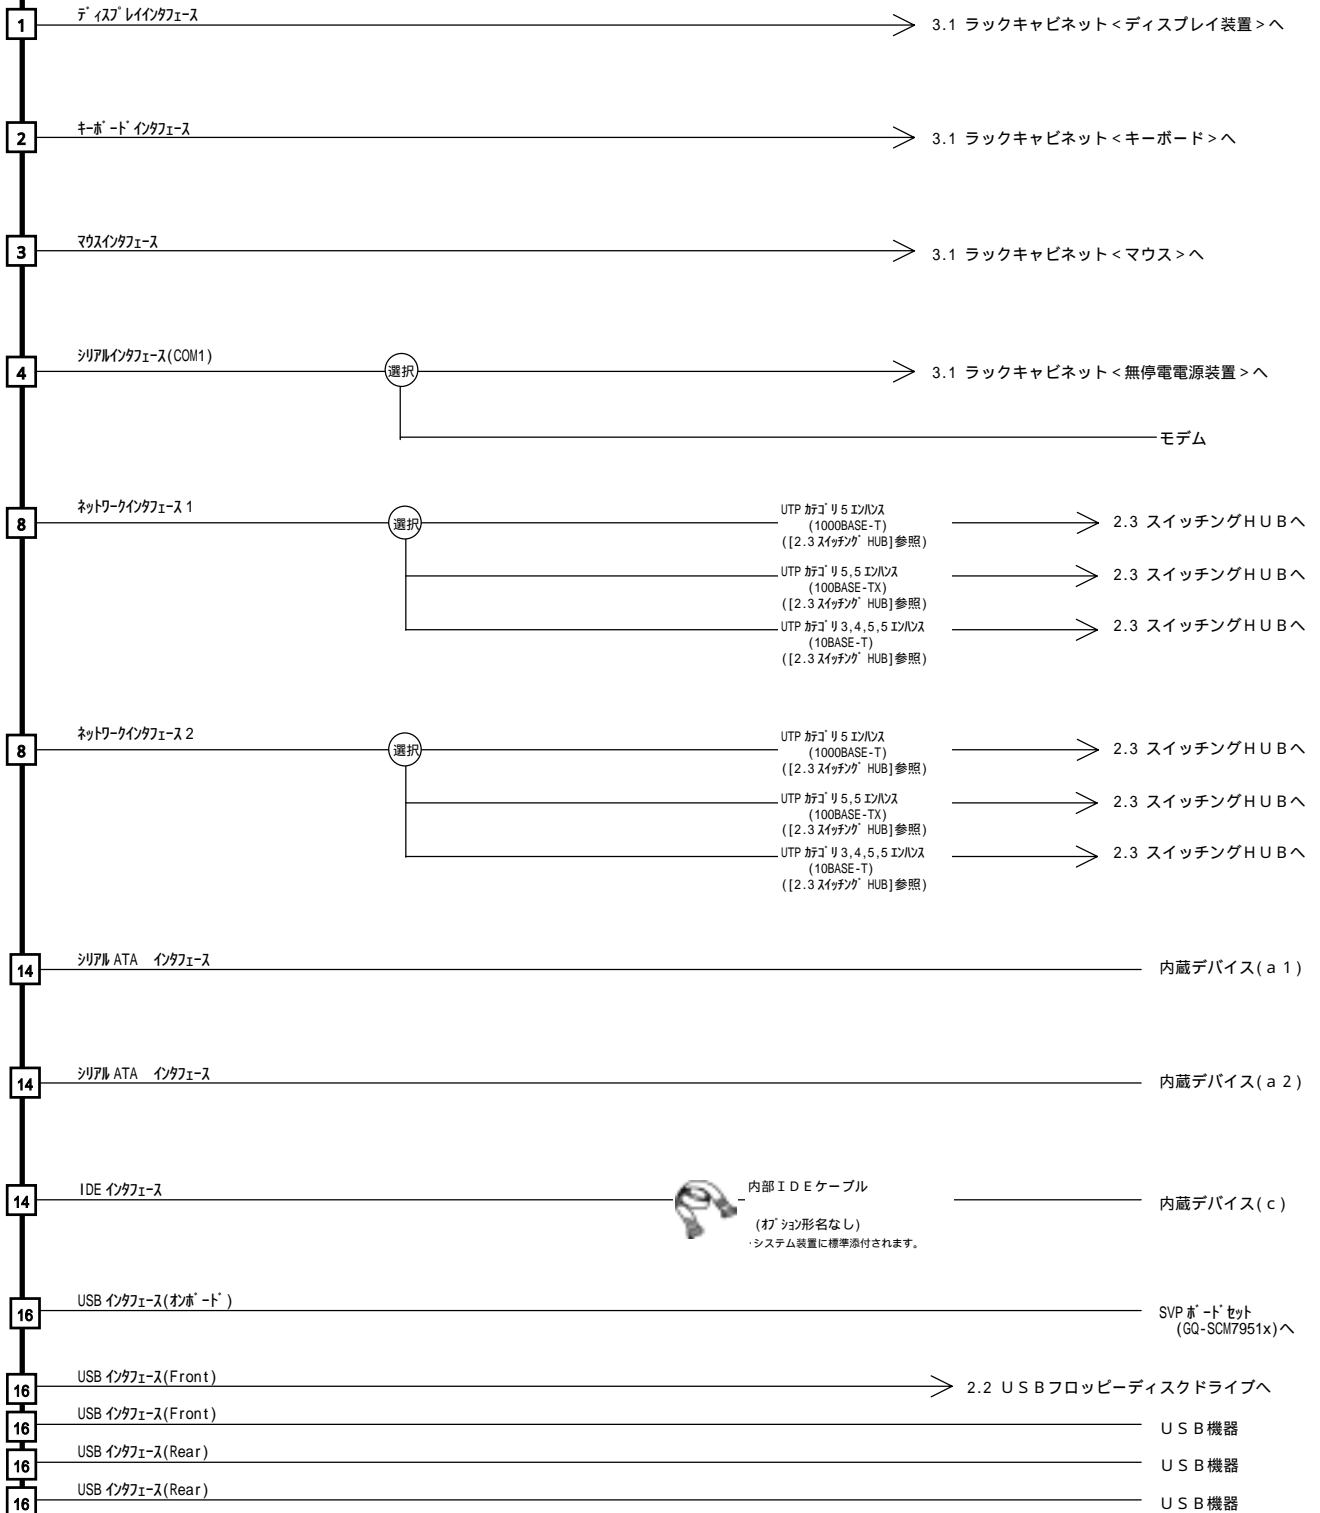 1 ﾃﾞｨｽﾌﾟﾚｲｲﾝﾀﾌｪｰｽ 3.1 ラックキャビネット<ディスプレイ装置>へ
2 ｷｰﾎﾞｰﾄﾞｲﾝﾀﾌｪｰｽ 3.1 ラックキャビネット<キーボード>へ
3 ﾏｳｽｲﾝﾀﾌｪｰｽ 3.1 ラックキャビネット<マウス>へ
4 ｼﾘｱﾙｲﾝﾀﾌｪｰｽ(COM1) 選択 3.1 ラックキャビネット<無停電電源装置>へ
モデム
8 ﾈｯﾄﾜｰｸｲﾝﾀﾌｪｰｽ 1 選択 UTP ｶﾃｺﾞﾘ 5 ｴﾝﾊﾝｽ
(1000BASE-T)
([2.3 ｽｲｯﾁﾝｸﾞ HUB]参照)
2.3 スイッチングＨＵＢへ
UTP ｶﾃｺﾞﾘ 5,5 ｴﾝﾊﾝｽ
(100BASE-TX)
([2.3 ｽｲｯﾁﾝｸﾞ HUB]参照)
2.3 スイッチングＨＵＢへ
UTP ｶﾃｺﾞﾘ 3,4,5,5 ｴﾝﾊﾝｽ
(10BASE-T)
([2.3 ｽｲｯﾁﾝｸﾞ HUB]参照)
2.3 スイッチングＨＵＢへ
8 ﾈｯﾄﾜｰｸｲﾝﾀﾌｪｰｽ 2 選択 UTP ｶﾃｺﾞﾘ 5 ｴﾝﾊﾝｽ
(1000BASE-T)
([2.3 ｽｲｯﾁﾝｸﾞ HUB]参照)
2.3 スイッチングＨＵＢへ
UTP ｶﾃｺﾞﾘ 5,5 ｴﾝﾊﾝｽ
(100BASE-TX)
([2.3 ｽｲｯﾁﾝｸﾞ HUB]参照)
2.3 スイッチングＨＵＢへ
UTP ｶﾃｺﾞﾘ 3,4,5,5 ｴﾝﾊﾝｽ
(10BASE-T)
([2.3 ｽｲｯﾁﾝｸﾞ HUB]参照)
2.3 スイッチングＨＵＢへ
14 ｼﾘｱﾙ ATA　ｲﾝﾀﾌｪｰｽ 内蔵デバイス(ａ１)
14 ｼﾘｱﾙ ATA　ｲﾝﾀﾌｪｰｽ 内蔵デバイス(ａ２)
14 IDE ｲﾝﾀﾌｪｰｽ 内部ＩＤＥケーブル
(ｵﾌﾟｼｮﾝ形名なし)
・システム装置に標準添付されます。
内蔵デバイス(ｃ)
16 USB ｲﾝﾀﾌｪｰｽ(ｵﾝﾎﾞｰﾄﾞ) SVP ﾎﾞｰﾄﾞｾｯﾄ
(GQ-SCM7951x)へ
16 USB ｲﾝﾀﾌｪｰｽ(Front) 2.2 ＵＳＢフロッピーディスクドライブへ
16 USB ｲﾝﾀﾌｪｰｽ(Front) ＵＳＢ機器
16 USB ｲﾝﾀﾌｪｰｽ(Rear) ＵＳＢ機器
16 USB ｲﾝﾀﾌｪｰｽ(Rear) ＵＳＢ機器